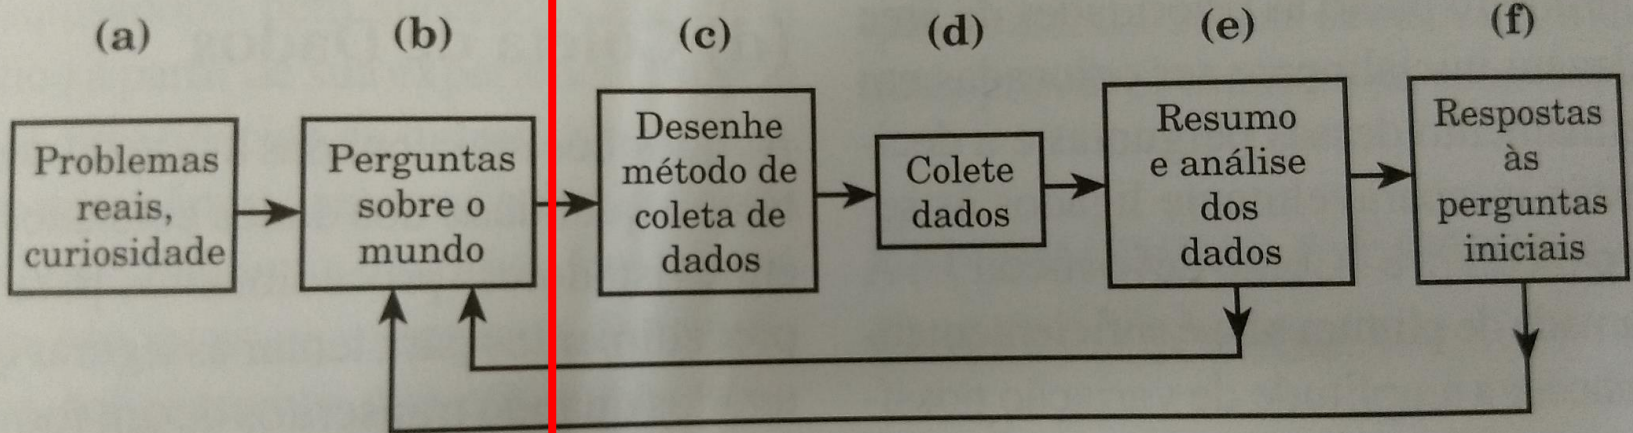 (a) (b) (c) (d) (e) (f)
Problemas
reais,
curiosidade
Perguntas
sobre o
mundo
Desenhe
método de
coleta de
dados
Colete
dados
Resumo
e análise
dos
dados
Respostas
às
perguntas
iniciais